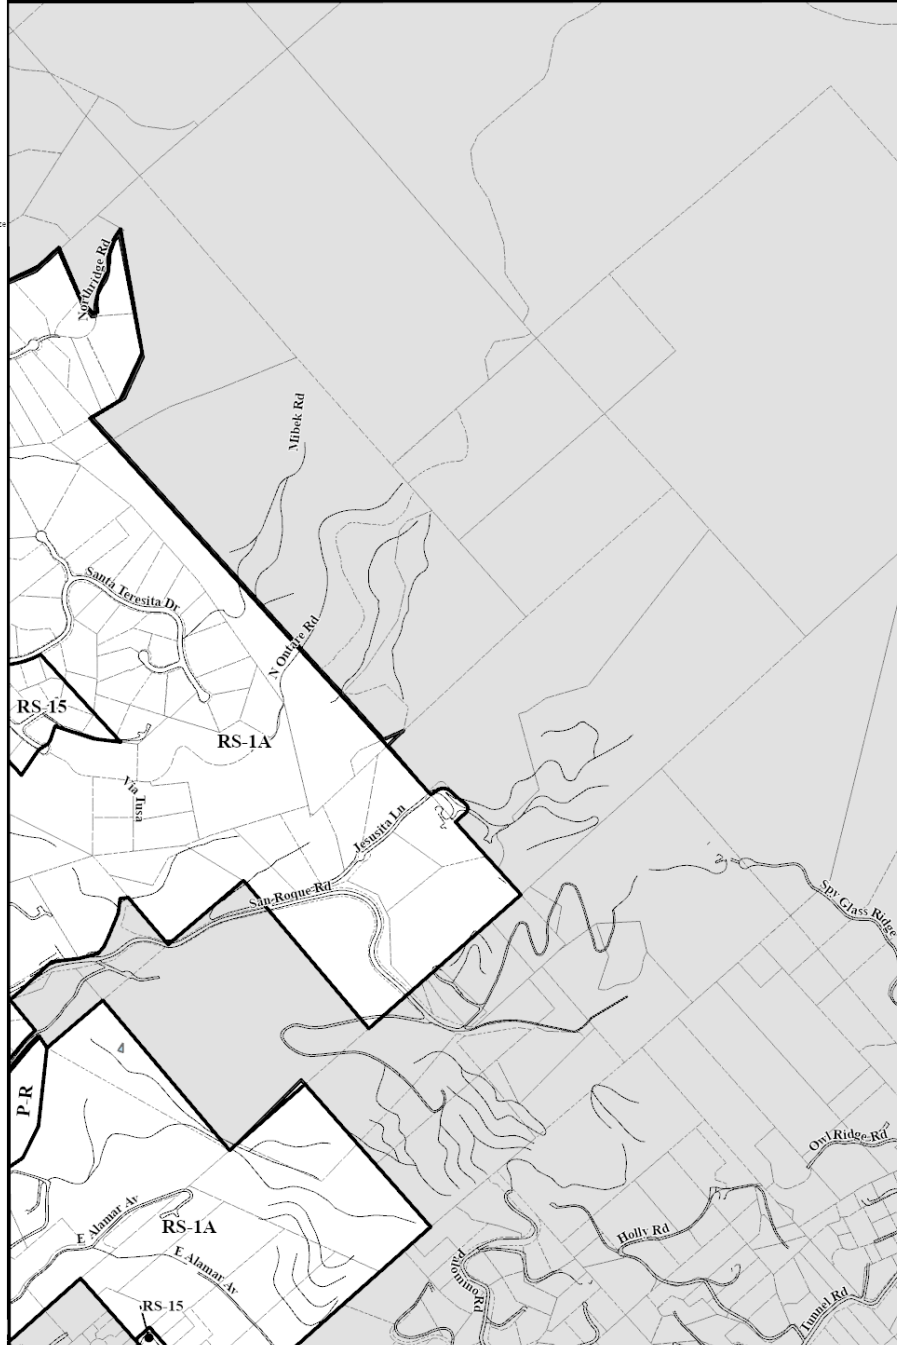 Northridge Rd
Mibek Rd
Santa Teresita Dr
N Ontare Rd
RS-15
RS-1A
Via Tusa
Jesusita Ln
San Roque Rd
Spy Glass Ridge
P-R
Owl Ridge Rd
E Alamar Av
RS-1A
Holly Rd
E Alamar Av
Palomino Rd
RS-15
Tunnel Rd